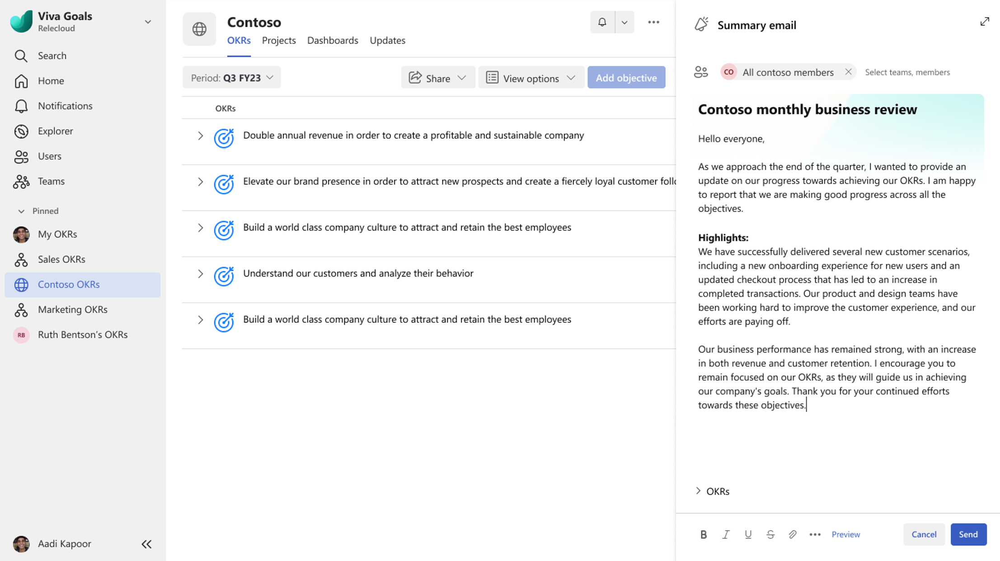 Viva Goals
Relecloud
Search
Home
Notifications
Explorer
Users
Teams
Pinned
My OKRs
Sales OKRs
Contoso OKRs
Marketing OKRs
RB Ruth Bentson's OKRs
Aadi Kapoor
Contoso
OKRs Projects Dashboards Updates
Period: Q3 FY23
Share
View options
Add objective
OKRs
Double annual revenue in order to create a profitable and sustainable company
Elevate our brand presence in order to attract new prospects and create a fiercely loyal customer follo
Build a world class company culture to attract and retain the best employees
Understand our customers and analyze their behavior
Build a world class company culture to attract and retain the best employees
Summary email
CO All contoso members Select teams, members
Contoso monthly business review
Hello everyone,
As we approach the end of the quarter, I wanted to provide an
update on our progress towards achieving our OKRs. I am happy
to report that we are making good progress across all the
objectives.
Highlights:
We have successfully delivered several new customer scenarios,
including a new onboarding experience for new users and an
updated checkout process that has led to an increase in
completed transactions. Our product and design teams have
been working hard to improve the customer experience, and our
efforts are paying off.
Our business performance has remained strong, with an increase
in both revenue and customer retention. I encourage you to
remain focused on our OKRs, as they will guide us in achieving
our company's goals. Thank you for your continued efforts
towards these objectives.
OKRs
B I U S Preview Cancel Send